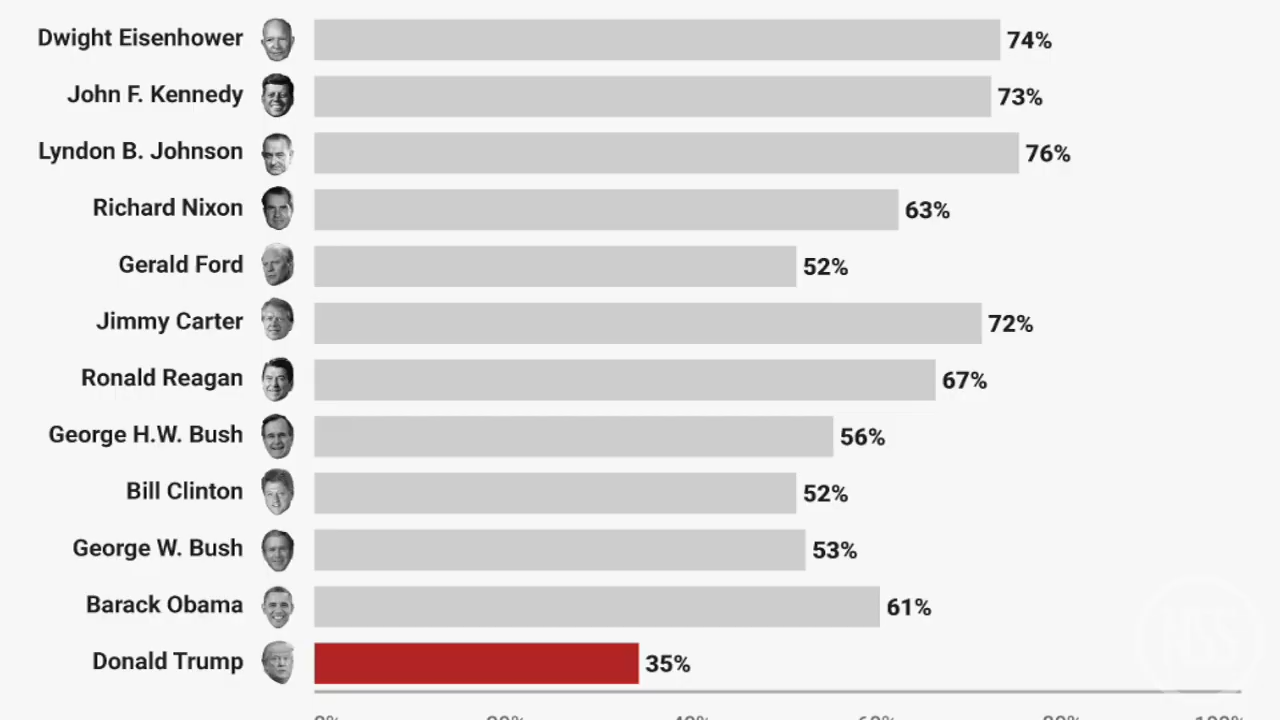 Dwight Eisenhower 74%
John F. Kennedy 73%
Lyndon B. Johnson 76%
Richard Nixon 63%
Gerald Ford 52%
Jimmy Carter 72%
Ronald Reagan 67%
George H.W. Bush 56%
Bill Clinton 52%
George W. Bush 53%
Barack Obama 61%
Donald Trump 35%